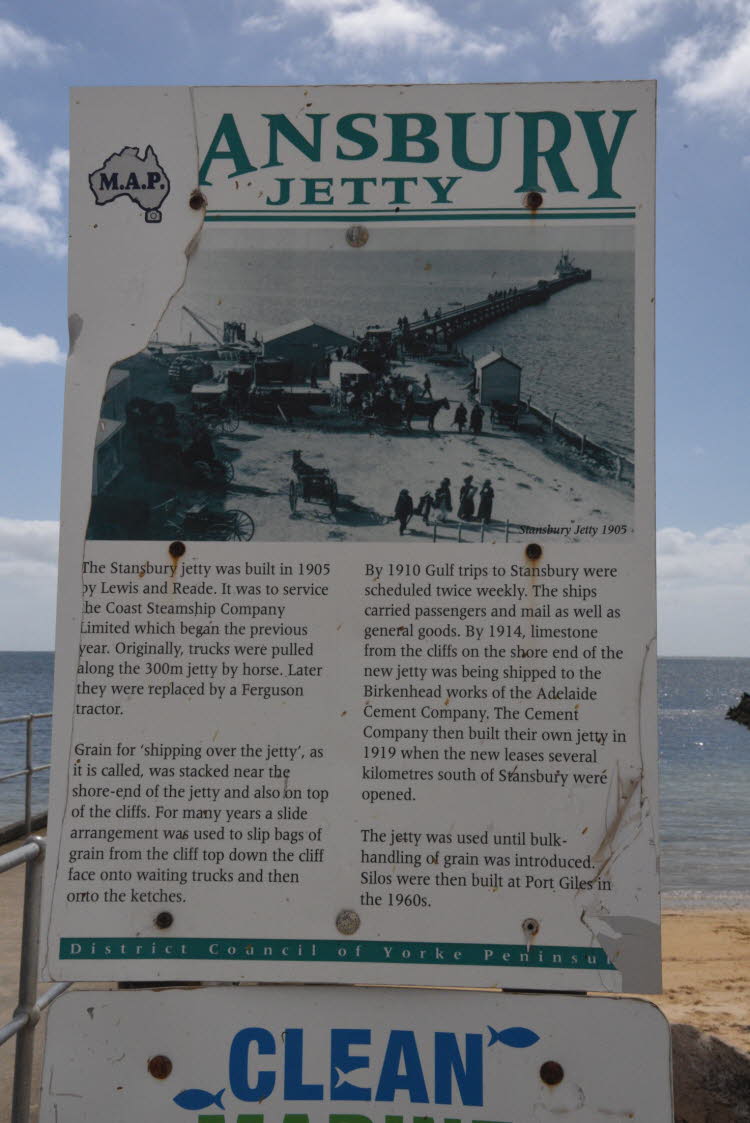 M.A.P.
ANSBURY
JETTY
Stansbury Jetty 1905
The Stansbury jetty was built in 1905
by Lewis and Reade. It was to service
the Coast Steamship Company
Limited which began the previous
year. Originally, trucks were pulled
along the 300m jetty by horse. Later
they were replaced by a Ferguson
tractor.
Grain for ‘shipping over the jetty’, as
it is called, was stacked near the
shore-end of the jetty and also on top
of the cliffs. For many years a slide
arrangement was used to slip bags of
grain from the cliff top down the cliff
face onto waiting trucks and then
onto the ketches.
By 1910 Gulf trips to Stansbury were
scheduled twice weekly. The ships
carried passengers and mail as well as
general goods. By 1914, limestone
from the cliffs on the shore end of the
new jetty was being shipped to the
Birkenhead works of the Adelaide
Cement Company. The Cement
Company then built their own jetty in
1919 when the new leases several
kilometres south of Stansbury were
opened.
The jetty was used until bulk-
handling of grain was introduced.
Silos were then built at Port Giles in
the 1960s.
District Council of Yorke Peninsu
CLEAN
MARINE